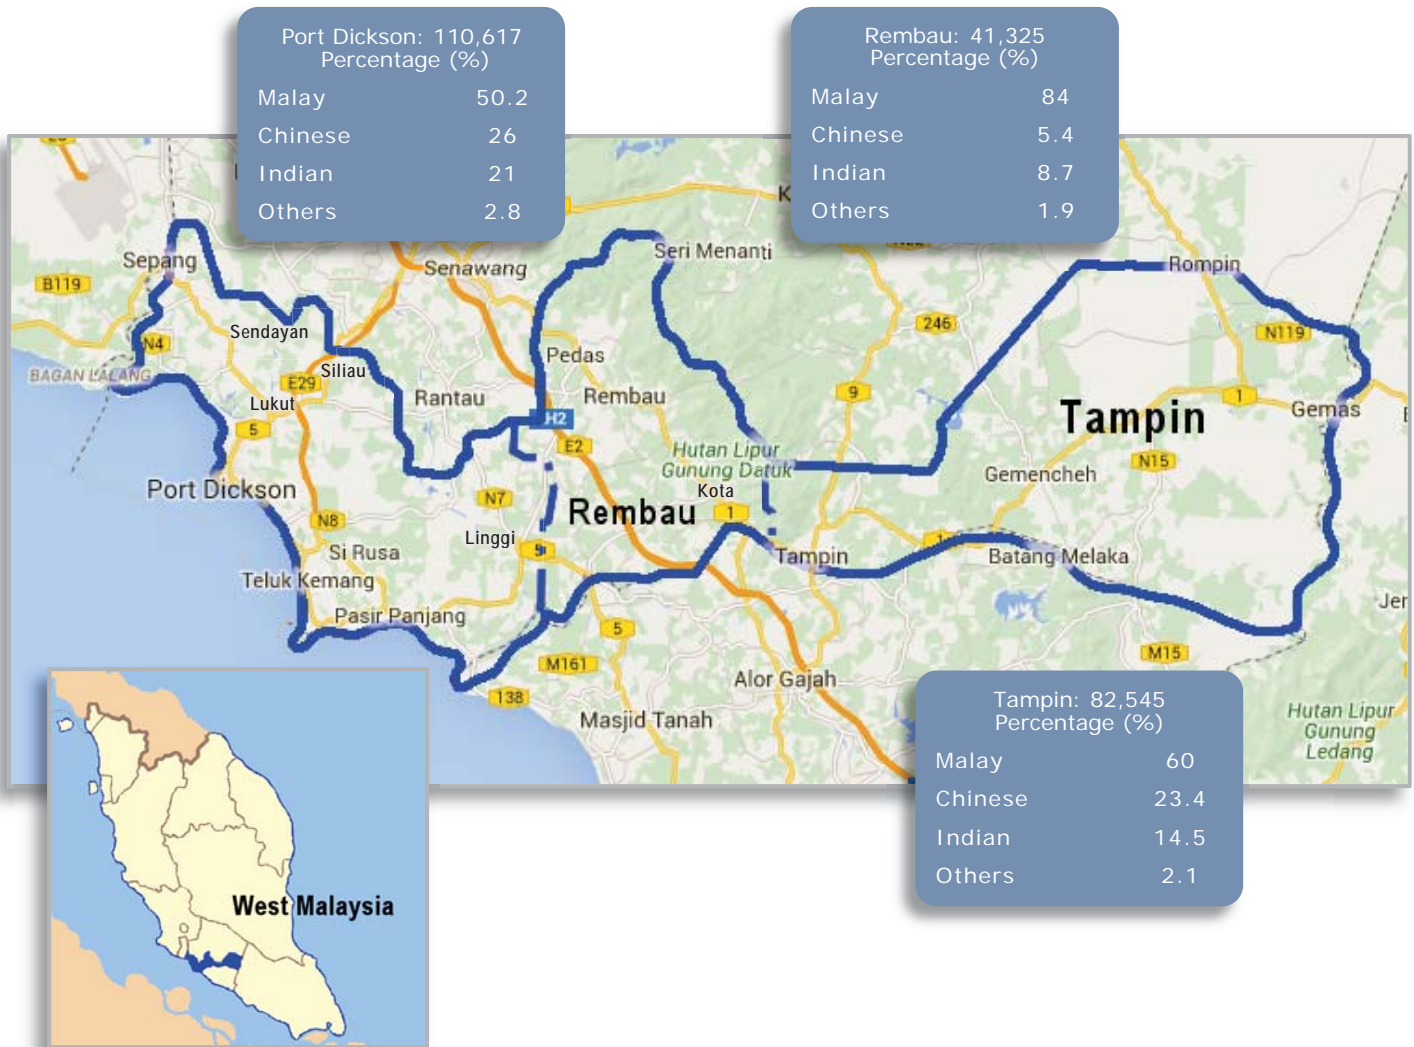 Port Dickson: 110,617
Percentage (%)
Malay 50.2
Chinese 26
Indian 21
Others 2.8
Rembau: 41,325
Percentage (%)
Malay 84
Chinese 5.4
Indian 8.7
Others 1.9
Sepang
Senawang
Seri Menanti
Rompin
B119
Sendayan
246
N119
N4
Siliau
Pedas
BAGAN LALANG
E29
Rantau
Rembau
9
1
Lukut
H2
Tampin
Gemas
5
E2
Hutan Lipur
Gunung Datuk
N15
Gemencheh
Port Dickson
N7
Kota
Rembau
1
N8
Linggi
Si Rusa
5
Tampin
1
Batang Melaka
Teluk Kemang
Pasir Panjang
Jer
5
M161
M15
138
Alor Gajah
Masjid Tanah
Hutan Lipur
Gunung
Ledang
Tampin: 82,545
Percentage (%)
Malay 60
Chinese 23.4
Indian 14.5
Others 2.1
West Malaysia